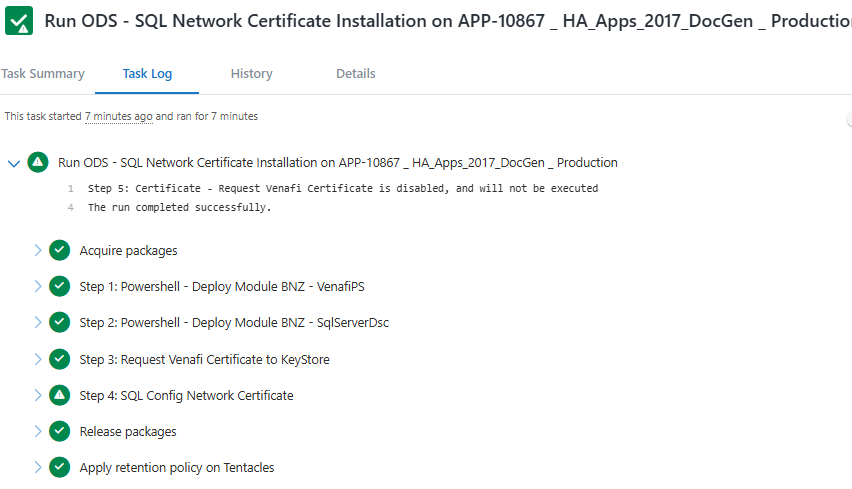 Run ODS - SQL Network Certificate Installation on APP-10867 _ HA_Apps_2017_DocGen _ Productio
Task Summary Task Log History Details
This task started 7 minutes ago and ran for 7 minutes
Run ODS - SQL Network Certificate Installation on APP-10867 _ HA_Apps_2017_DocGen _ Production
1 Step 5: Certificate - Request Venafi Certificate is disabled, and will not be executed
4 The run completed successfully.
Acquire packages
Step 1: Powershell - Deploy Module BNZ - VenafiPS
Step 2: Powershell - Deploy Module BNZ - SqlServerDsc
Step 3: Request Venafi Certificate to KeyStore
Step 4: SQL Config Network Certificate
Release packages
Apply retention policy on Tentacles